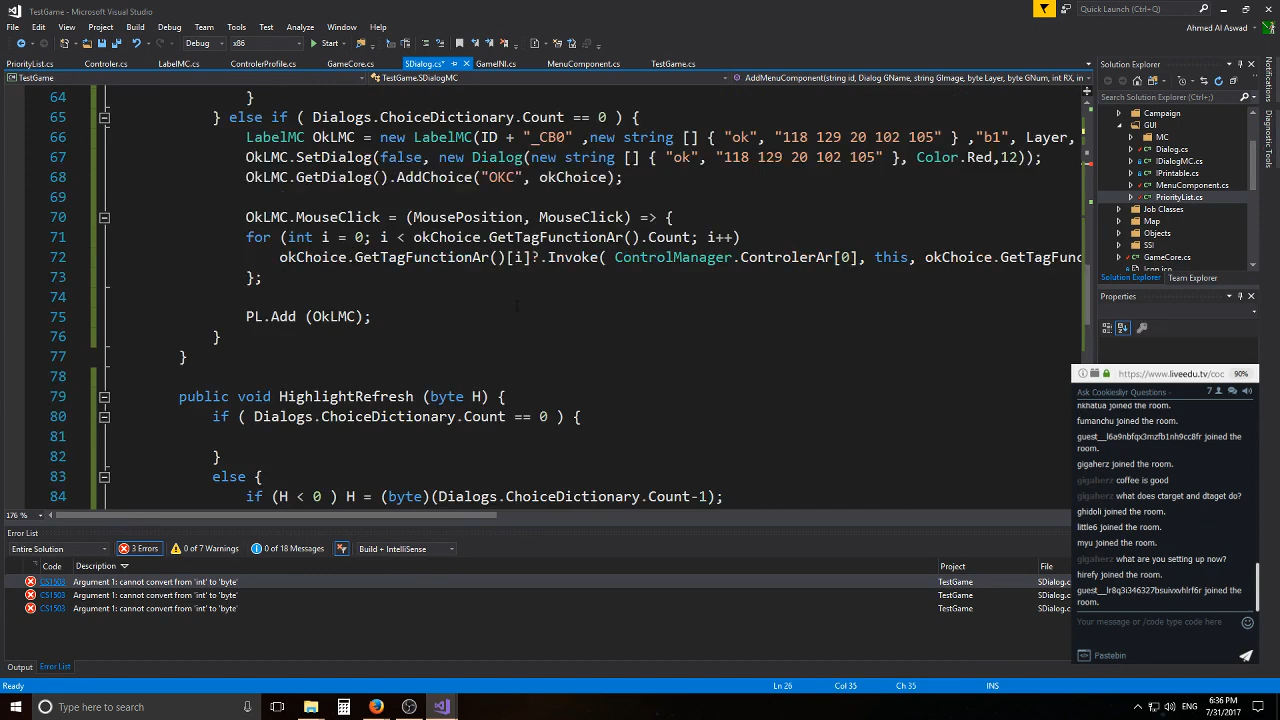 TestGame - Microsoft Visual Studio
Quick Launch (Ctrl+;)
File Edit View Project Build Debug Team Tools Test Analyze Window Help
Ahmed Al Aswad
Debug x86 Start
PriorityList.cs Controler.cs LabelMC.cs ControlerProfile.cs GameCore.cs SDialog.cs* GameINI.cs MenuComponent.cs TestGame.cs
TestGame TestGame.SDialogMC AddMenuComponent(string id, Dialog GName, string GImage, byte Layer, byte GNum, int RX, in
64 }
65 } else if ( Dialogs.ChoiceDictionary.Count == 0 ) {
66 LabelMC OkLMC = new LabelMC(ID + "_CB0" ,new string [] { "ok", "118 129 20 102 105" } ,"b1", Layer,
67 OkLMC.SetDialog(false, new Dialog(new string [] { "ok", "118 129 20 102 105" }, Color.Red,12));
68 OkLMC.GetDialog().AddChoice("OKC", okChoice);
69
70 OkLMC.MouseClick = (MousePosition, MouseClick) => {
71 for (int i = 0; i < okChoice.GetTagFunctionAr().Count; i++)
72 okChoice.GetTagFunctionAr()[i]?.Invoke( ControlManager.ControlerAr[0], this, okChoice.GetTagFunc
73 };
74
75 PL.Add (OkLMC);
76 }
77 }
78
79 public void HighlightRefresh (byte H) {
80 if ( Dialogs.ChoiceDictionary.Count == 0 ) {
81
82 }
83 else {
84 if (H < 0 ) H = (byte)(Dialogs.ChoiceDictionary.Count-1);
176 %
Solution Explorer
Search Solution Explorer (Ctrl+;)
Campaign
GUI
MC
Dialog.cs
IDialogMC.cs
IPrintable.cs
MenuComponent.cs
PriorityList.cs
Job Classes
Map
Objects
SSI
GameCore.cs
Icon.ico
Solution Explorer Team Explorer
Properties
Notifications
Diagnostic Tools
https://www.liveedu.tv/coc 90%
Ask Cookieslyr Questions - 7
nkhatua joined the room.
fumanchu joined the room.
guest__l6a9nbfqx3mzfb1nh9cc8fr joined the
room.
gigaherz joined the room.
gigaherz coffee is good
gigaherz what does ctarget and dtaget do?
ghidoli joined the room.
little6 joined the room.
myu joined the room.
gigaherz what are you setting up now?
hirefy joined the room.
guest__lr8q3i346327bsuivxvhlrf6r joined the
room.
Your message or /code type code here
Pastebin
Error List
Entire Solution 3 Errors 0 of 7 Warnings 0 of 18 Messages Build + IntelliSense
Code Description Project File
CS1503 Argument 1: cannot convert from 'int' to 'byte' TestGame SDialog.c
CS1503 Argument 1: cannot convert from 'int' to 'byte' TestGame SDialog.c
CS1503 Argument 1: cannot convert from 'int' to 'byte' TestGame SDialog.c
Output Error List
Ready Ln 26 Col 35 Ch 35 INS
Type here to search
6:36 PM
7/31/2017